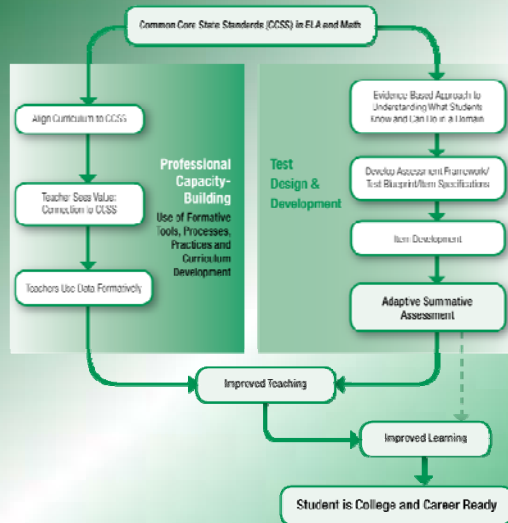 Common Core State Standards (CCSS) in ELA and Math
Align Curriculum to CCSS
Teacher Sees Value:
Connection to CCSS
Teachers Use Data Formatively
Professional
Capacity-
Building
Use of Formative
Tools, Processes,
Practices and
Curriculum
Development
Test
Design &
Development
Evidence-Based Approach to
Understanding What Students
Know and Can Do in a Domain
Develop Assessment Framework/
Test Blueprint/Item Specifications
Item Development
Adaptive Summative
Assessment
Improved Teaching
Improved Learning
Student is College and Career Ready